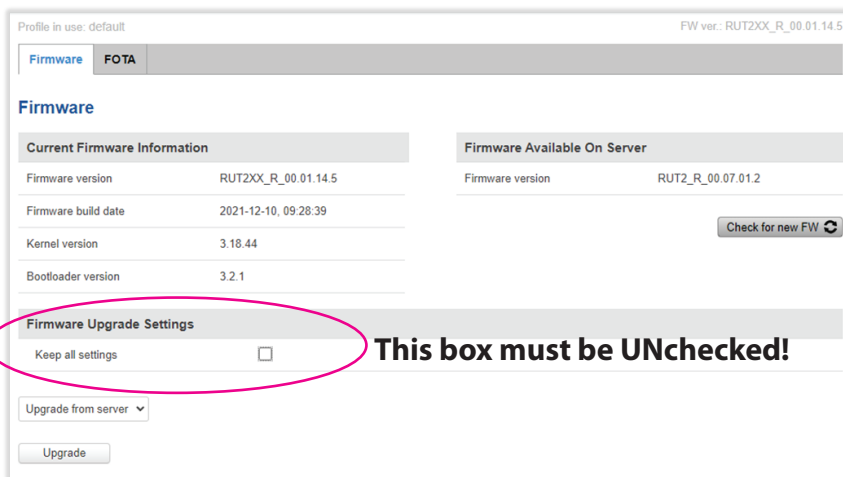 Profile in use: default FW ver.: RUT2XX_R_00.01.14.5
Firmware FOTA
Firmware
Current Firmware Information Firmware Available On Server
Firmware version RUT2XX_R_00.01.14.5 Firmware version RUT2_R_00.07.01.2
Firmware build date 2021-12-10, 09:28:39
Check for new FW
Kernel version 3.18.44
Bootloader version 3.2.1
Firmware Upgrade Settings
Keep all settings This box must be UNchecked!
Upgrade from server
Upgrade